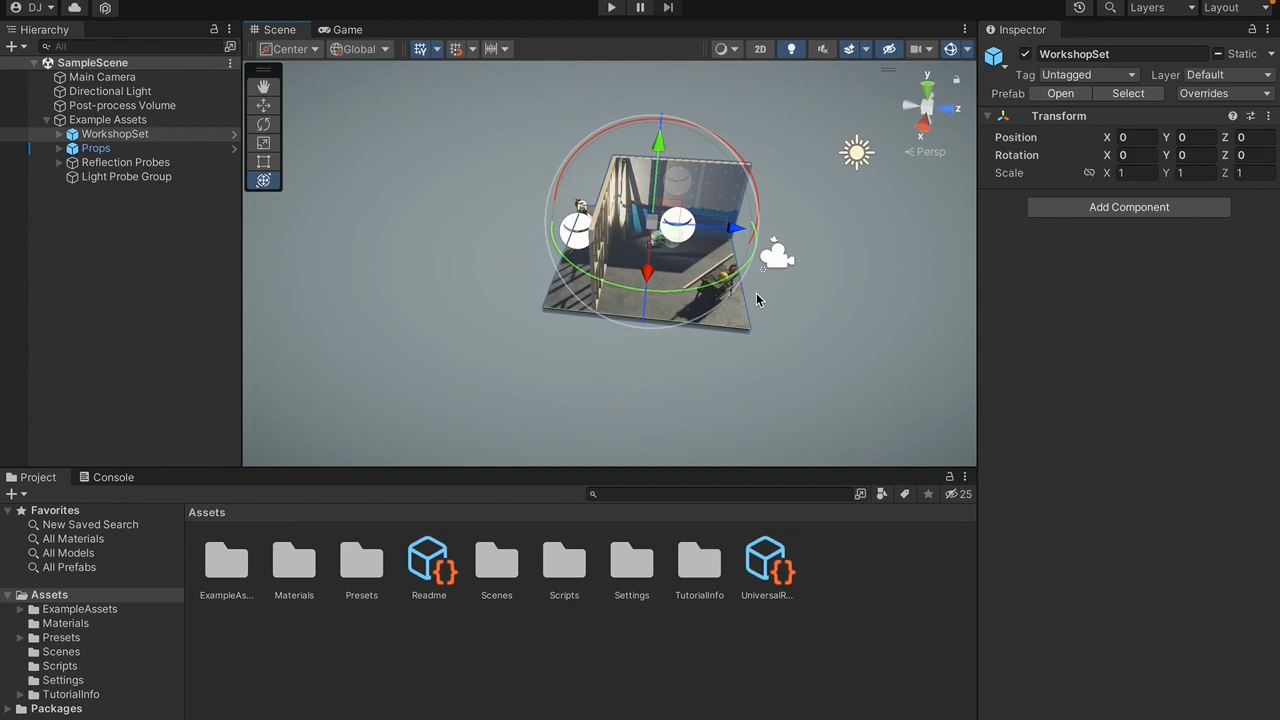 DJ
Layers
Layout
Hierarchy
Scene
Game
Inspector
All
Center
Global
2D
SampleScene
Main Camera
Directional Light
Post-process Volume
Example Assets
WorkshopSet
Props
Reflection Probes
Light Probe Group
y
z
x
Persp
WorkshopSet
Static
Tag
Untagged
Layer
Default
Prefab
Open
Select
Overrides
Transform
Position
X
0
Y
0
Z
0
Rotation
X
0
Y
0
Z
0
Scale
X
1
Y
1
Z
1
Add Component
Project
Console
25
Favorites
New Saved Search
All Materials
All Models
All Prefabs
Assets
ExampleAssets
Materials
Presets
Scenes
Scripts
Settings
TutorialInfo
Packages
Assets
ExampleAs...
Materials
Presets
Readme
Scenes
Scripts
Settings
TutorialInfo
UniversalR...